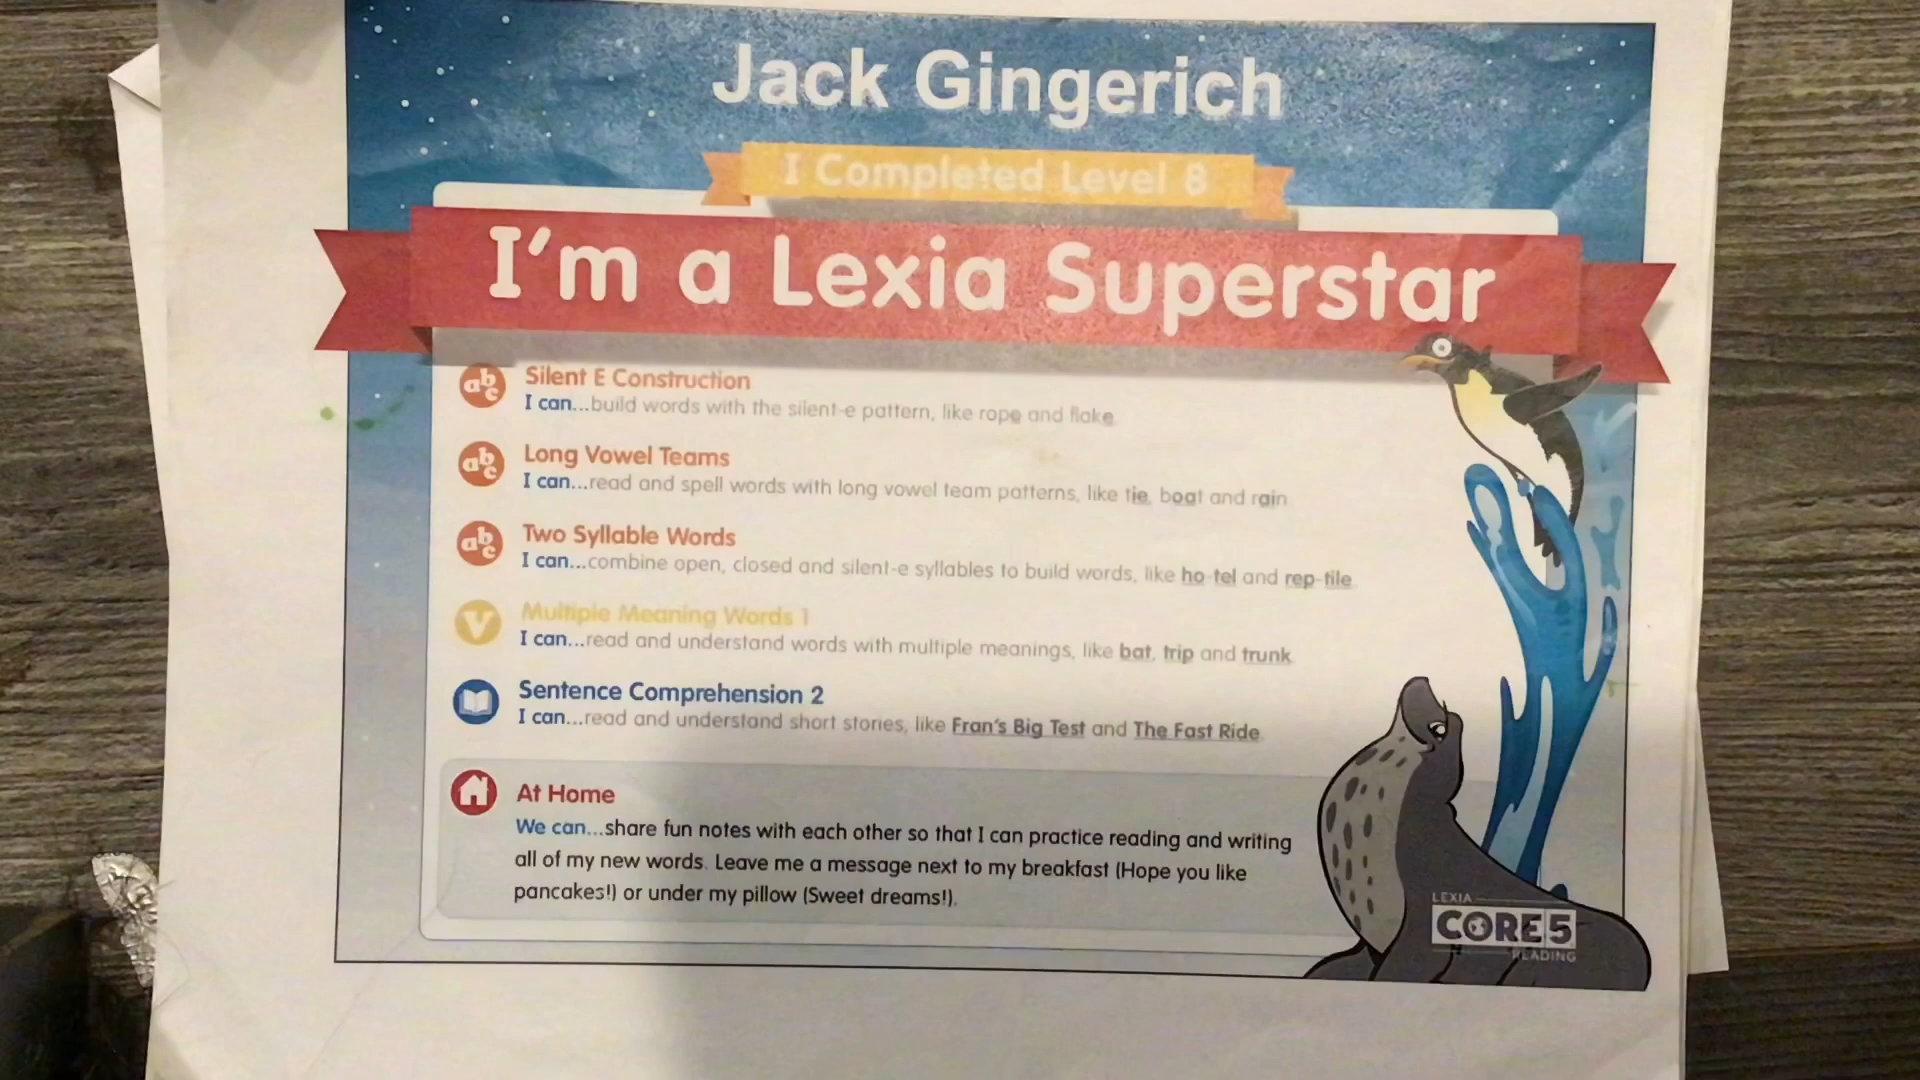 Jack Gingerich
I Completed Level 8
I'm a Lexia Superstar
Silent E Construction
I can...build words with the silent-e pattern, like rope and flake.
Long Vowel Teams
I can...read and spell words with long vowel team patterns, like tie, boat and rain.
Two Syllable Words
I can...combine open, closed and silent-e syllables to build words, like ho-tel and rep-tile.
Multiple Meaning Words 1
I can...read and understand words with multiple meanings, like bat, trip and trunk.
Sentence Comprehension 2
I can...read and understand short stories, like Fran's Big Test and The Fast Ride.
At Home
We can...share fun notes with each other so that I can practice reading and writing
all of my new words. Leave me a message next to my breakfast (Hope you like
pancakes!) or under my pillow (Sweet dreams!).
LEXIA
CORE5
READING